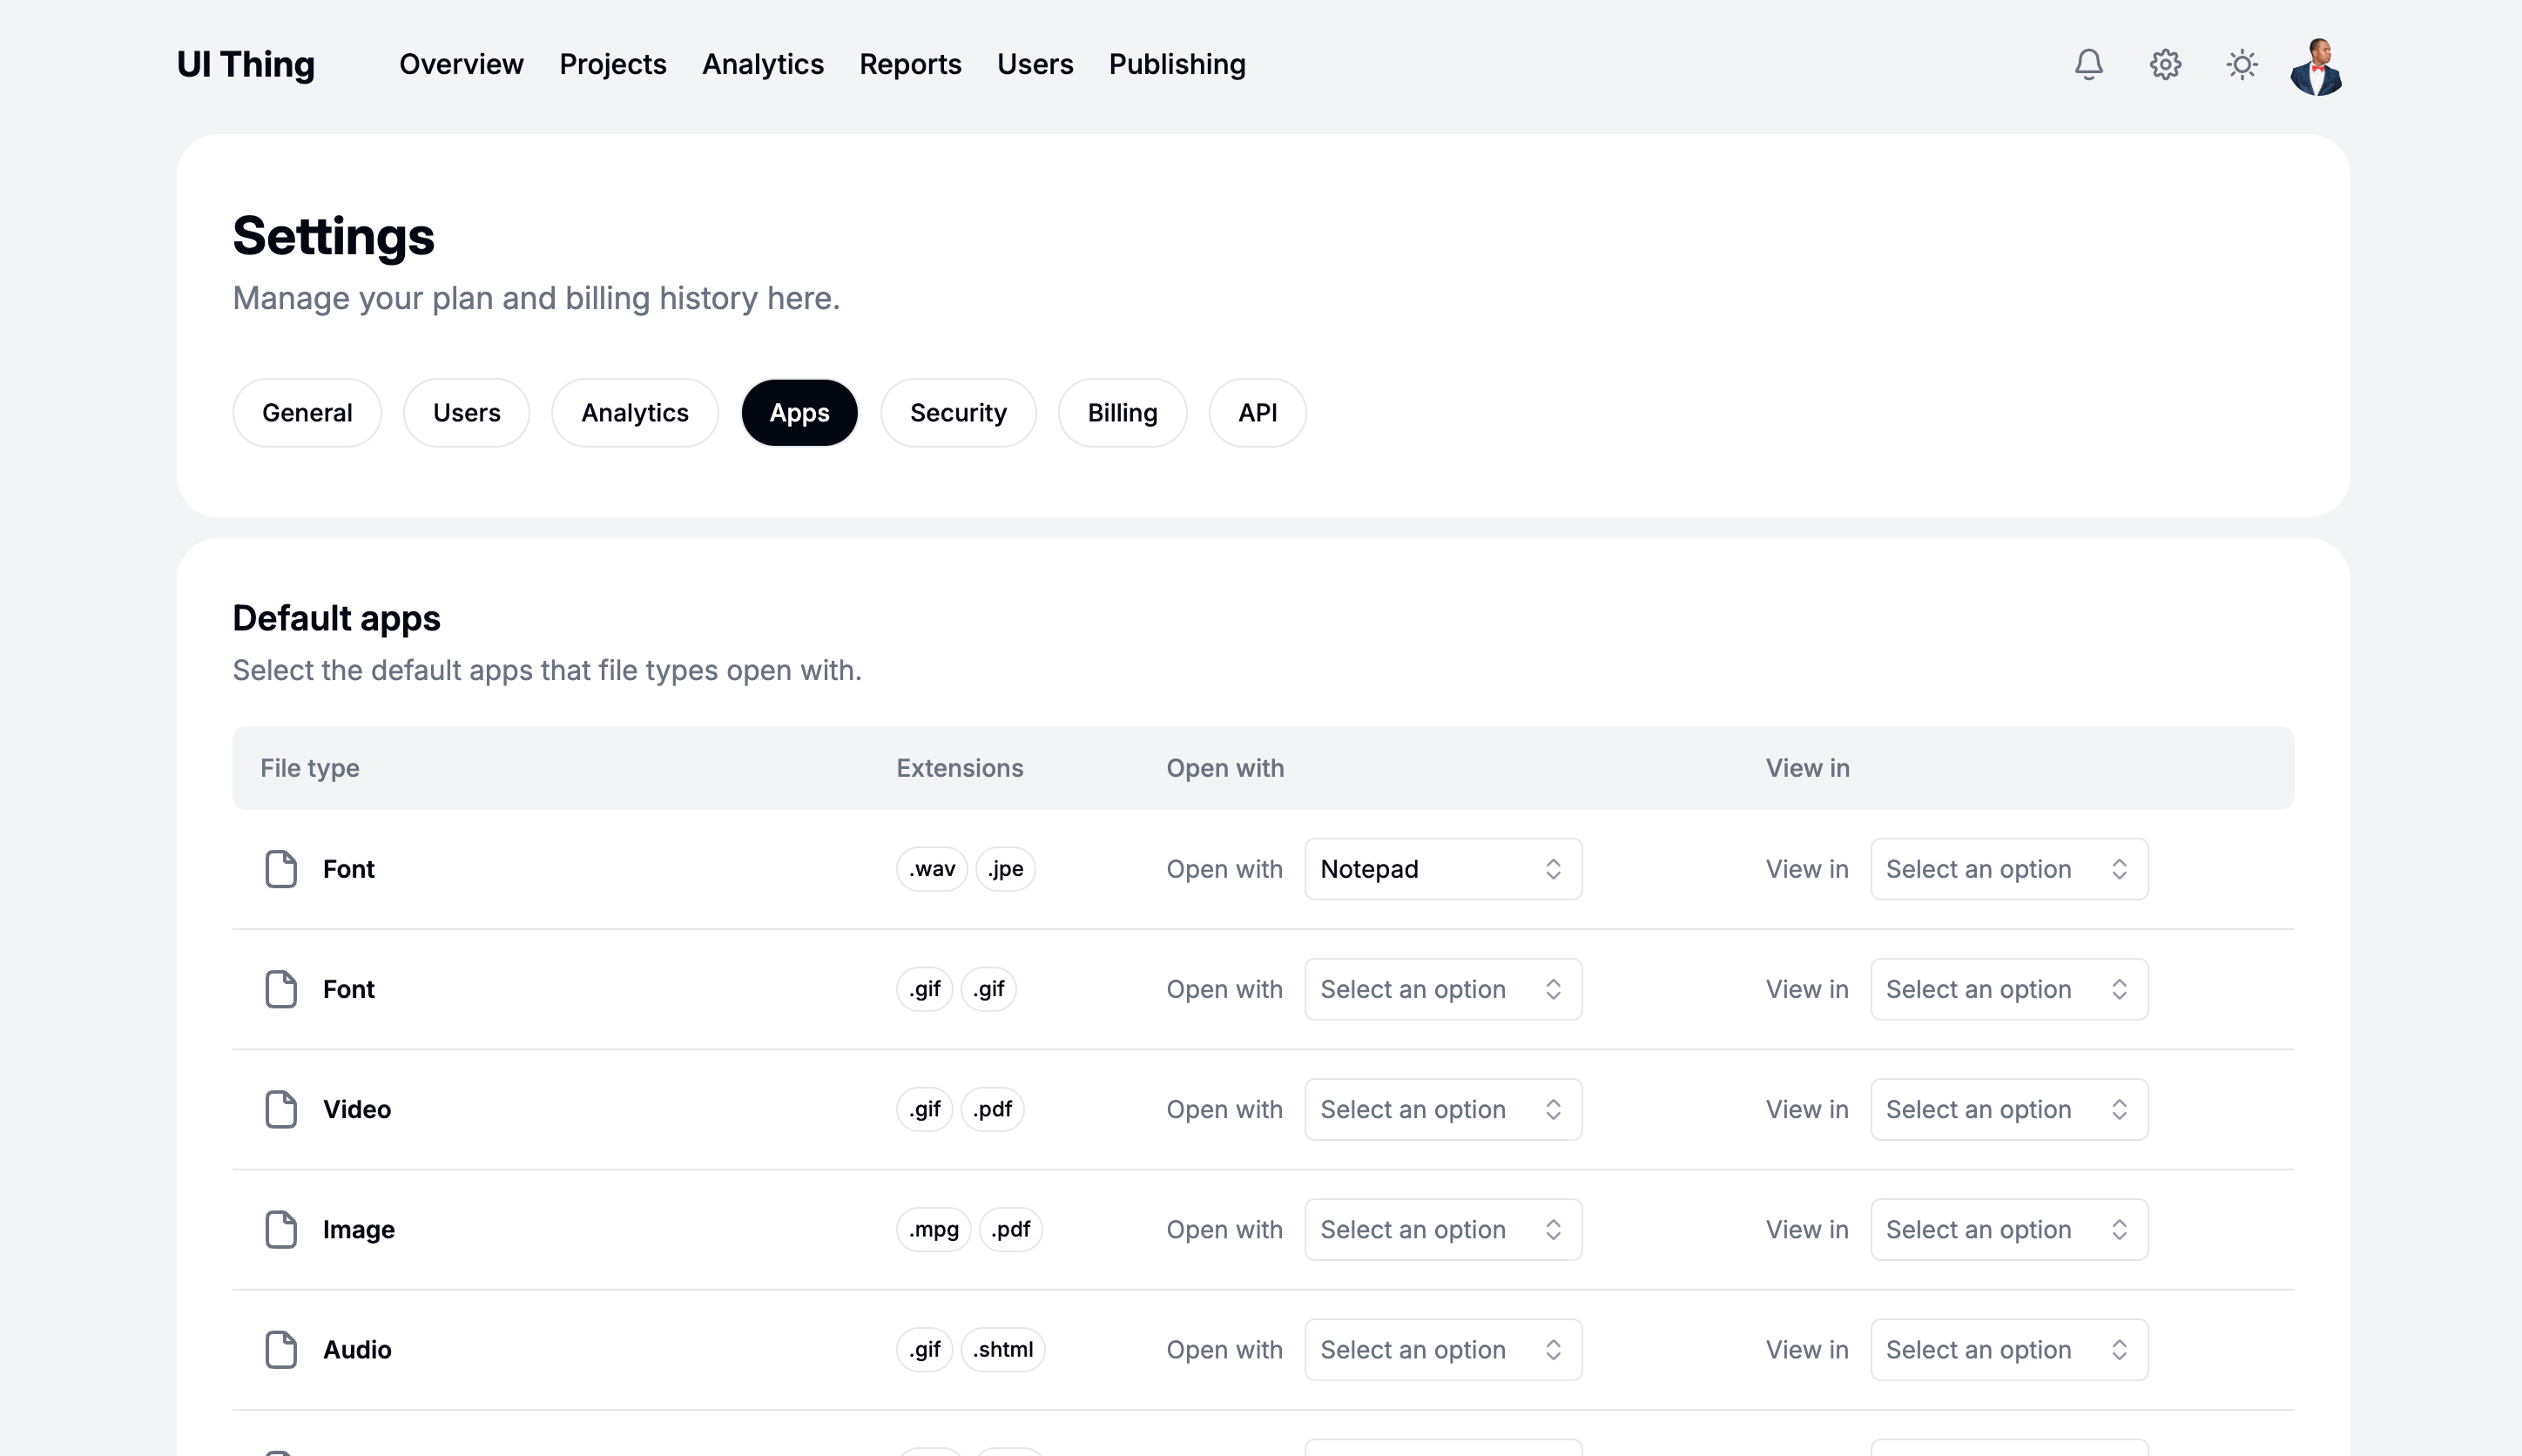 UI Thing Overview Projects Analytics Reports Users Publishing
Settings
Manage your plan and billing history here.
General Users Analytics Apps Security Billing API
Default apps
Select the default apps that file types open with.
File type Extensions Open with View in
Font .wav .jpe Open with Notepad View in Select an option
Font .gif .gif Open with Select an option View in Select an option
Video .gif .pdf Open with Select an option View in Select an option
Image .mpg .pdf Open with Select an option View in Select an option
Audio .gif .shtml Open with Select an option View in Select an option